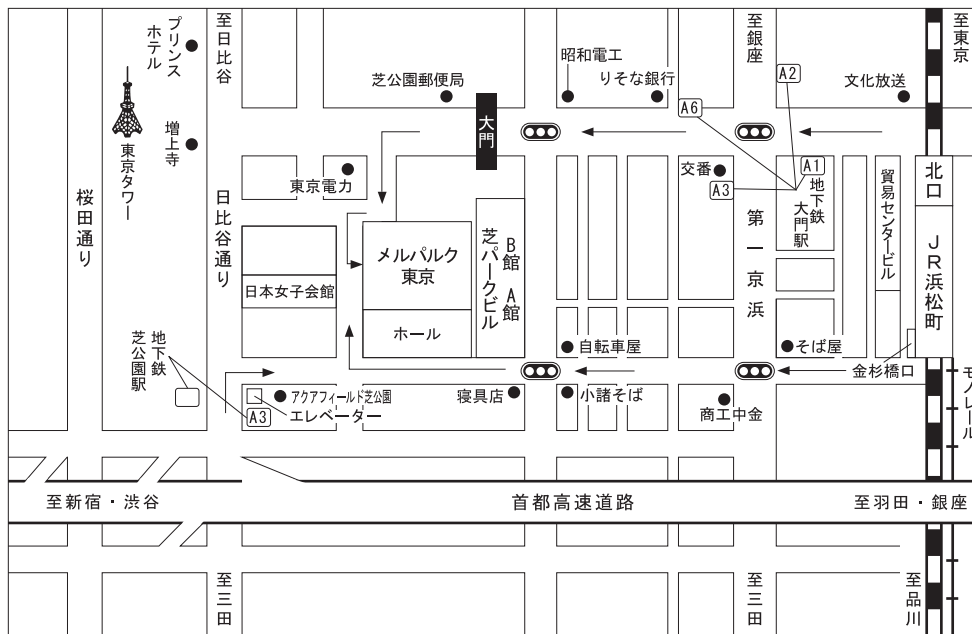 至日比谷
プリンス
ホテル
東京タワー
増上寺
桜田通り
日比谷通り
芝公園郵便局
大門
昭和電工
りそな銀行
至銀座
A2
A6
文化放送
至東京
東京電力
交番
A3
A1
地下鉄
大門駅
貿易センタービル
北口
JR浜松町
第一京浜
メルパルク
東京
ホール
芝パークビル
B館 A館
日本女子会館
地下鉄
芝公園駅
A3
アクアフィールド芝公園
エレベーター
寝具店
自転車屋
小諸そば
商工中金
そば屋
金杉橋口
モノレール
至新宿・渋谷
首都高速道路
至羽田・銀座
至三田
至三田
至品川